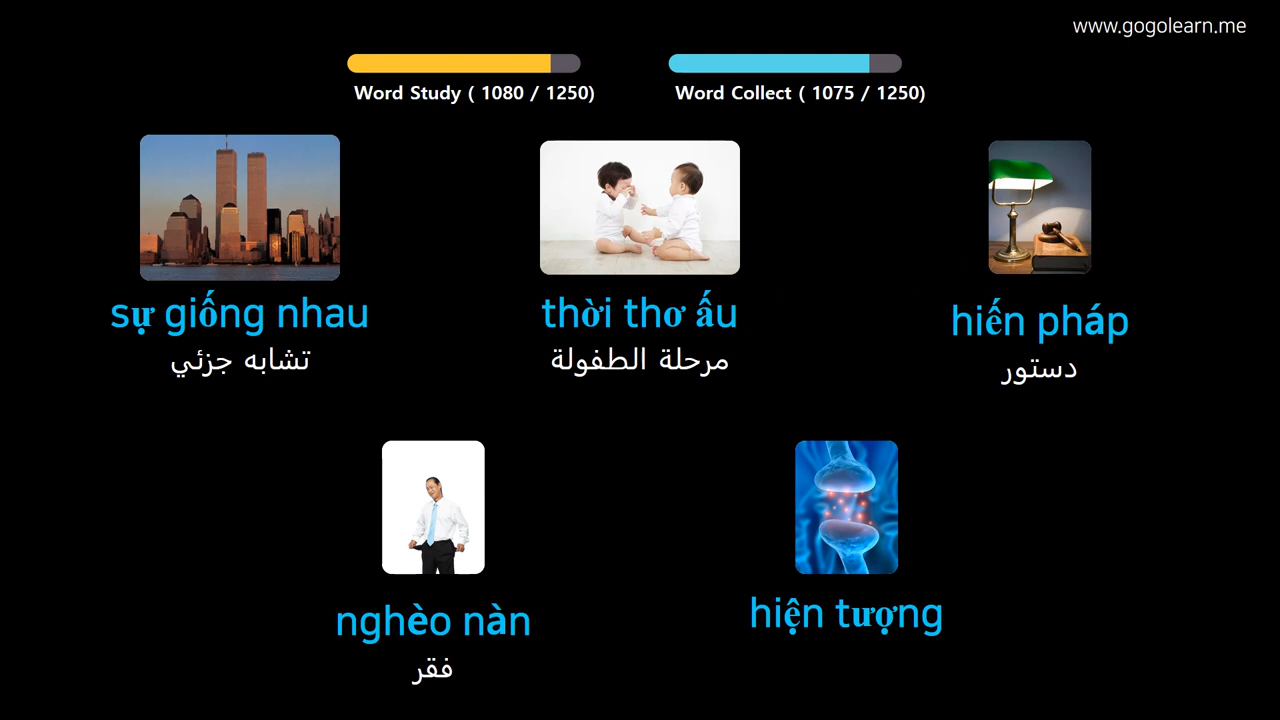 www.gogolearn.me
Word Study ( 1080 / 1250)
Word Collect ( 1075 / 1250)
sự giống nhau
تشابه جزئي
thời thơ ấu
مرحلة الطفولة
hiến pháp
دستور
nghèo nàn
فقر
hiện tượng